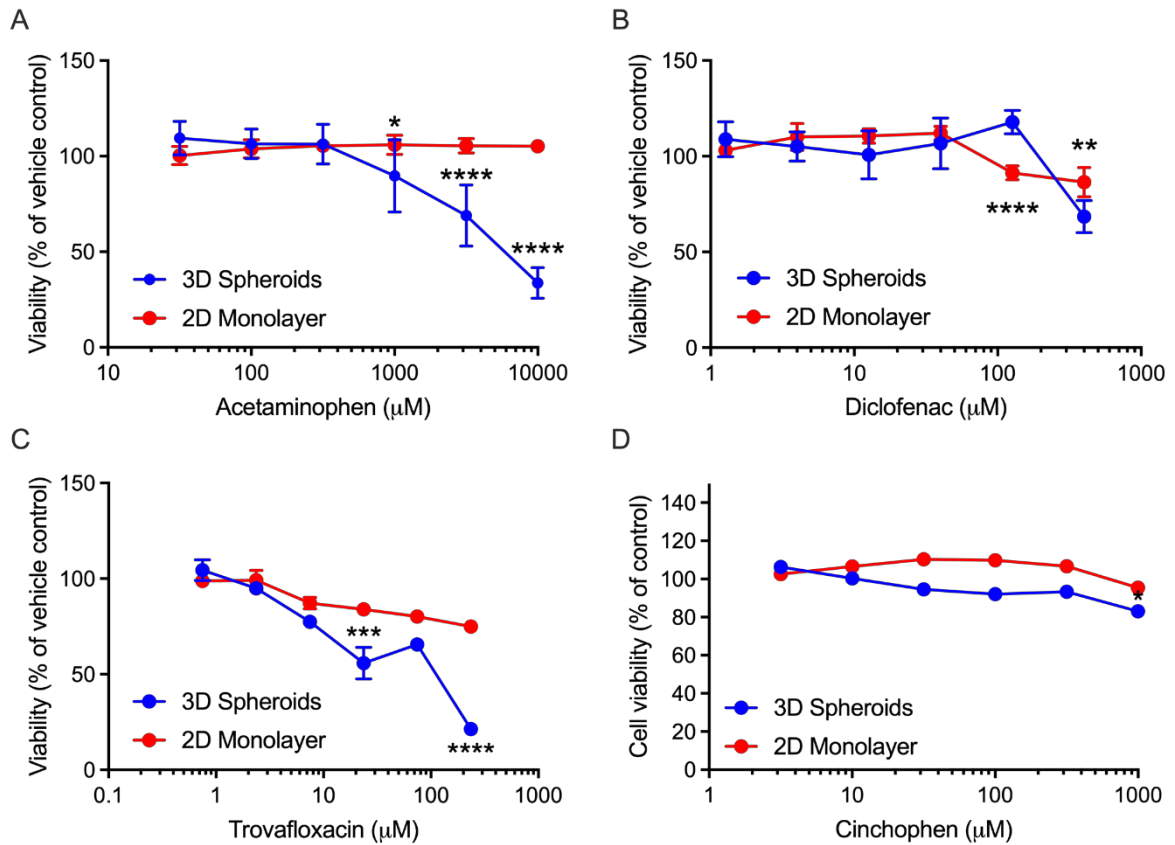 A
150
100
50
0
10
100
1000
10000
Viability (% of vehicle control)
Acetaminophen (μM)
*
****
****
3D Spheroids
2D Monolayer
B
150
100
50
0
1
10
100
1000
Viability (% of vehicle control)
Diclofenac (μM)
**
****
3D Spheroids
2D Monolayer
C
150
100
50
0
0.1
1
10
100
1000
Viability (% of vehicle control)
Trovafloxacin (μM)
***
****
3D Spheroids
2D Monolayer
D
140
120
100
80
60
40
20
0
1
10
100
1000
Cell viability (% of control)
Cinchophen (μM)
*
3D Spheroids
2D Monolayer